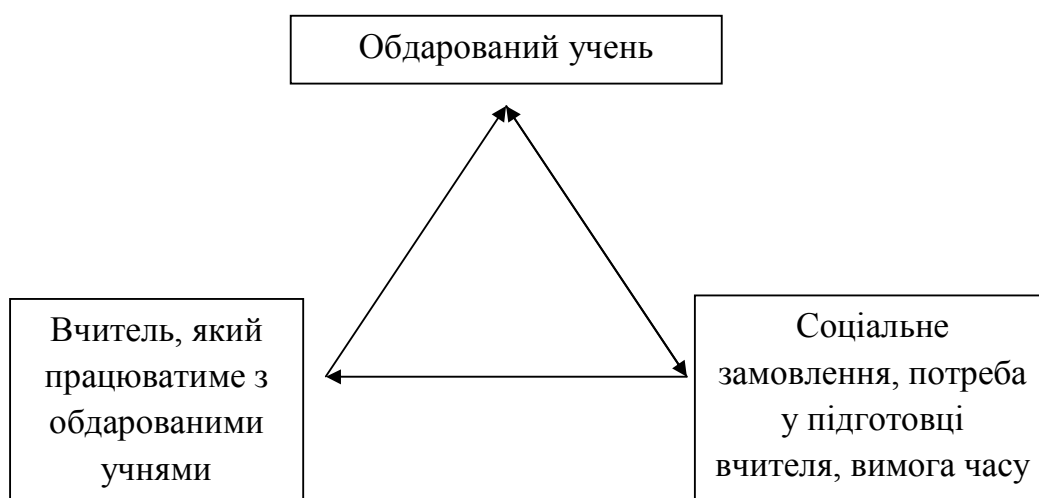 Обдарований учень
Вчитель, який
працюватиме з
обдарованими
учнями
Соціальне
замовлення, потреба
у підготовці
вчителя, вимога часу